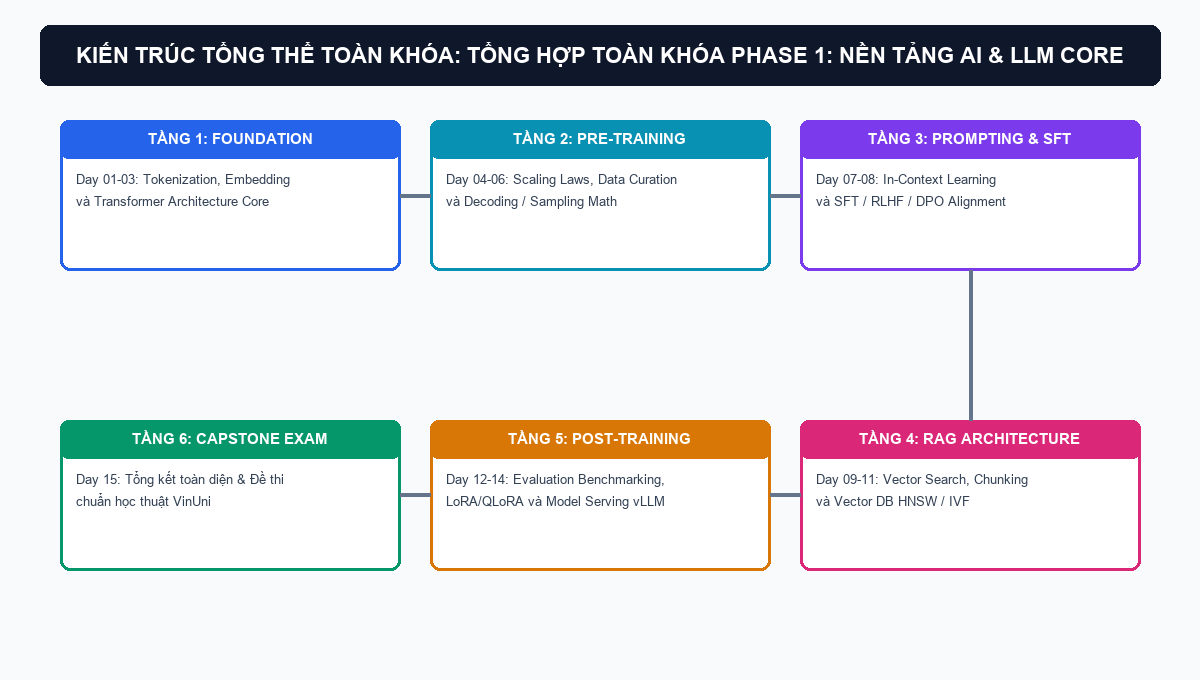 KIẾN TRÚC TỔNG THỂ TOÀN KHÓA: TỔNG HỢP TOÀN KHÓA PHASE 1: NỀN TẢNG AI & LLM CORE
TẦNG 1: FOUNDATION
Day 01-03: Tokenization, Embedding
và Transformer Architecture Core
TẦNG 2: PRE-TRAINING
Day 04-06: Scaling Laws, Data Curation
và Decoding / Sampling Math
TẦNG 3: PROMPTING & SFT
Day 07-08: In-Context Learning
và SFT / RLHF / DPO Alignment
TẦNG 6: CAPSTONE EXAM
Day 15: Tổng kết toàn diện & Đề thi
chuẩn học thuật VinUni
TẦNG 5: POST-TRAINING
Day 12-14: Evaluation Benchmarking,
LoRA/QLoRA và Model Serving vLLM
TẦNG 4: RAG ARCHITECTURE
Day 09-11: Vector Search, Chunking
và Vector DB HNSW / IVF